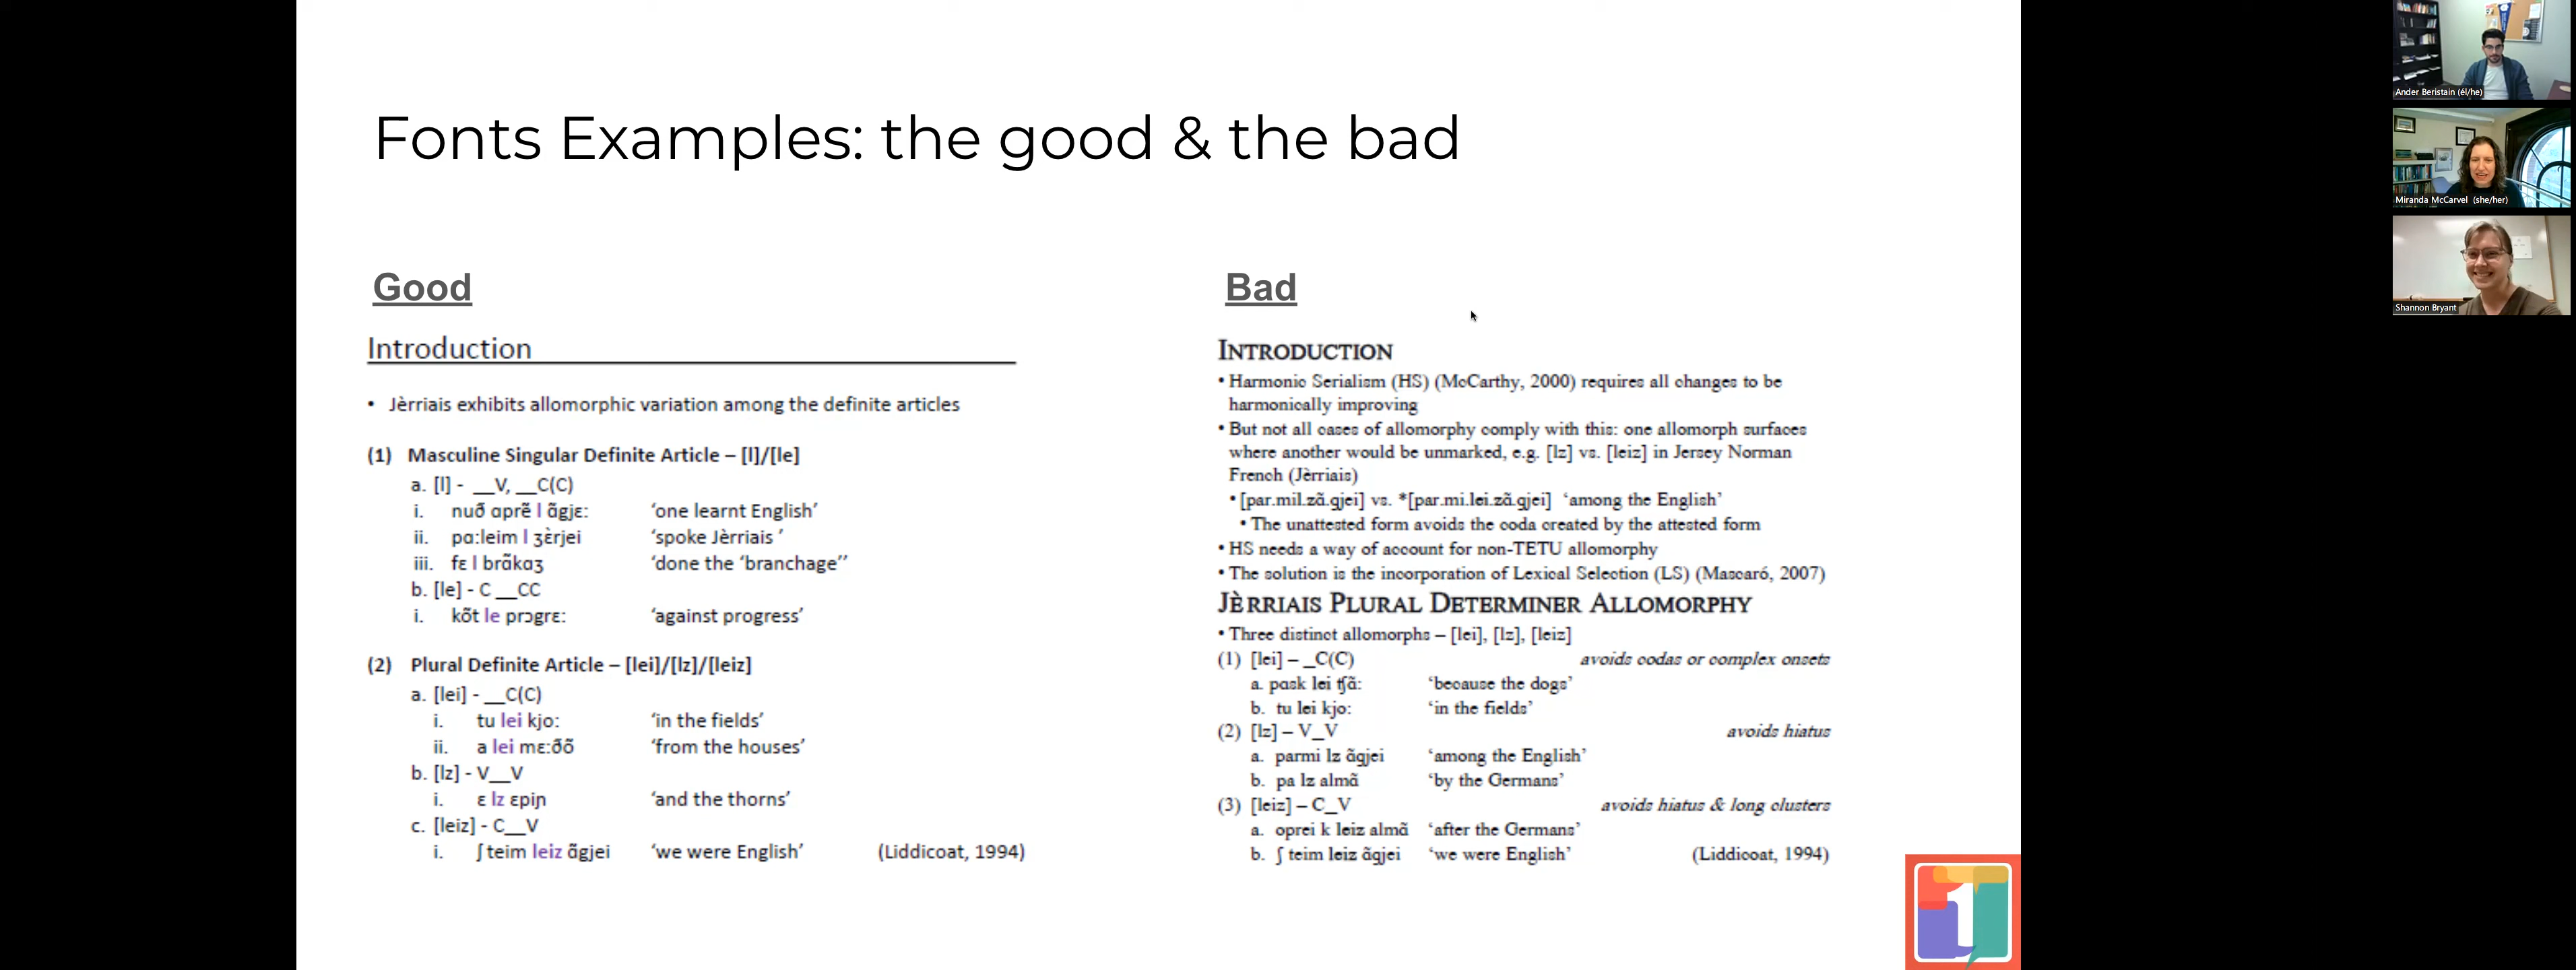 Fonts Examples: the good & the bad
Good
Introduction
• Jèrriais exhibits allomorphic variation among the definite articles
(1) Masculine Singular Definite Article – [l]/[le]
a. [l] - __V, __C(C)
i. nuð ɑprẽ l ɑ̃gjɛ: ‘one learnt English’
ii. pɑ:leim l ʒɛ̀rjei ‘spoke Jèrriais ’
iii. fɛ l brɑ̃kɑʒ ‘done the ‘branchage’’
b. [le] - C __CC
i. kõt le prɔgrɛ: ‘against progress’
(2) Plural Definite Article – [lei]/[lz]/[leiz]
a. [lei] - __C(C)
i. tu lei kjo: ‘in the fields’
ii. a lei mɛ:ðõ ‘from the houses’
b. [lz] - V__V
i. ɛ lz ɛpiɲ ‘and the thorns’
c. [leiz] - C__V
i. ʃ teim leiz ɑ̃gjei ‘we were English’ (Liddicoat, 1994)
Bad
INTRODUCTION
• Harmonic Serialism (HS) (McCarthy, 2000) requires all changes to be
harmonically improving
• But not all cases of allomorphy comply with this: one allomorph surfaces
where another would be unmarked, e.g. [lz] vs. [leiz] in Jersey Norman
French (Jèrriais)
• [par.mil.zã.gjei] vs. *[par.mi.lei.zã.gjei] ‘among the English’
• The unattested form avoids the coda created by the attested form
• HS needs a way of account for non-TETU allomorphy
• The solution is the incorporation of Lexical Selection (LS) (Mascaró, 2007)
JÈRRIAIS PLURAL DETERMINER ALLOMORPHY
• Three distinct allomorphs – [lei], [lz], [leiz]
(1) [lei] – _C(C) avoids codas or complex onsets
a. pɑsk lei ʧã: ‘because the dogs’
b. tu lei kjo: ‘in the fields’
(2) [lz] – V_V avoids hiatus
a. parmi lz ãgjei ‘among the English’
b. pa lz almã ‘by the Germans’
(3) [leiz] – C_V avoids hiatus & long clusters
a. oprei k leiz almã ‘after the Germans’
b. ʃ teim leiz ãgjei ‘we were English’ (Liddicoat, 1994)
Ander Beristain (él/he)
Miranda McCarvel (she/her)
Shannon Bryant